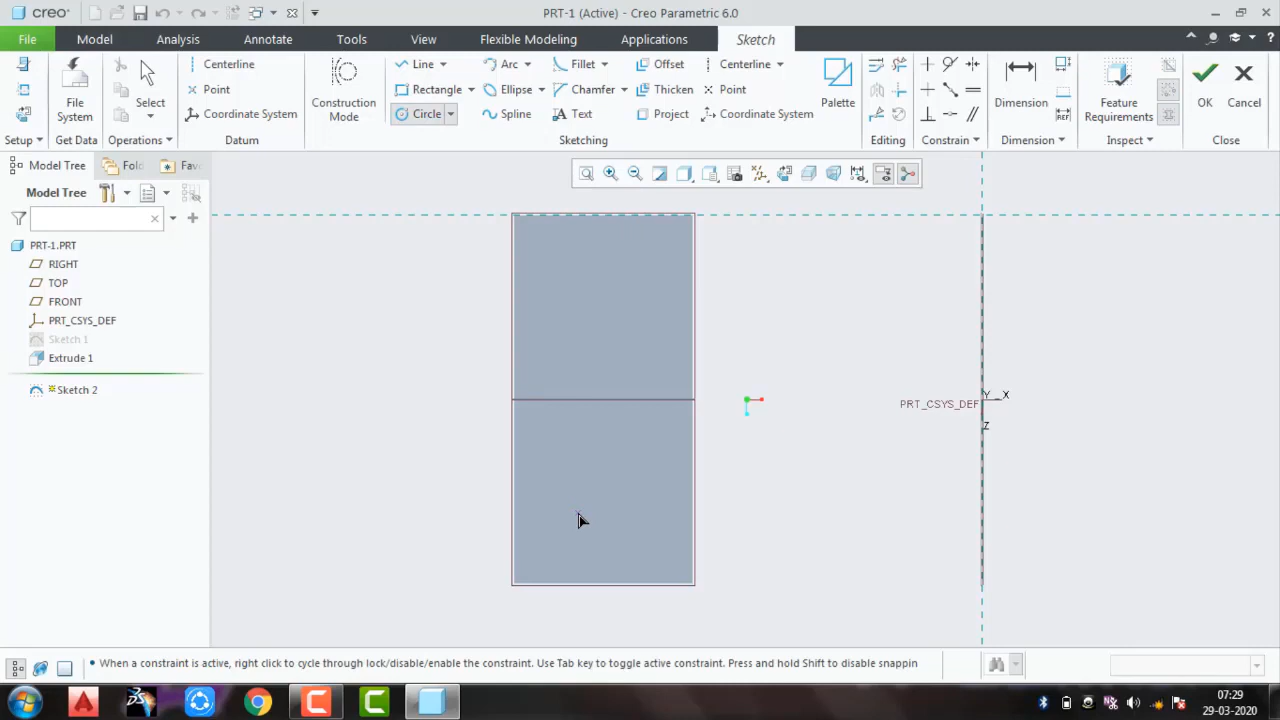 creo
PRT-1 (Active) - Creo Parametric 6.0
File
Model
Analysis
Annotate
Tools
View
Flexible Modeling
Applications
Sketch
File System
Select
Centerline
Point
Coordinate System
Construction Mode
Line
Rectangle
Circle
Arc
Ellipse
Spline
Fillet
Chamfer
Text
Offset
Thicken
Project
Centerline
Point
Coordinate System
Palette
Dimension
Feature Requirements
OK
Cancel
Setup
Get Data
Operations
Datum
Sketching
Editing
Constrain
Dimension
Inspect
Close
Model Tree
Fol
Fav
Model Tree
PRT-1.PRT
RIGHT
TOP
FRONT
PRT_CSYS_DEF
Sketch 1
Extrude 1
Sketch 2
PRT_CSYS_DEF
Y
X
Z
• When a constraint is active, right click to cycle through lock/disable/enable the constraint. Use Tab key to toggle active constraint. Press and hold Shift to disable snappin
07:29
29-03-2020